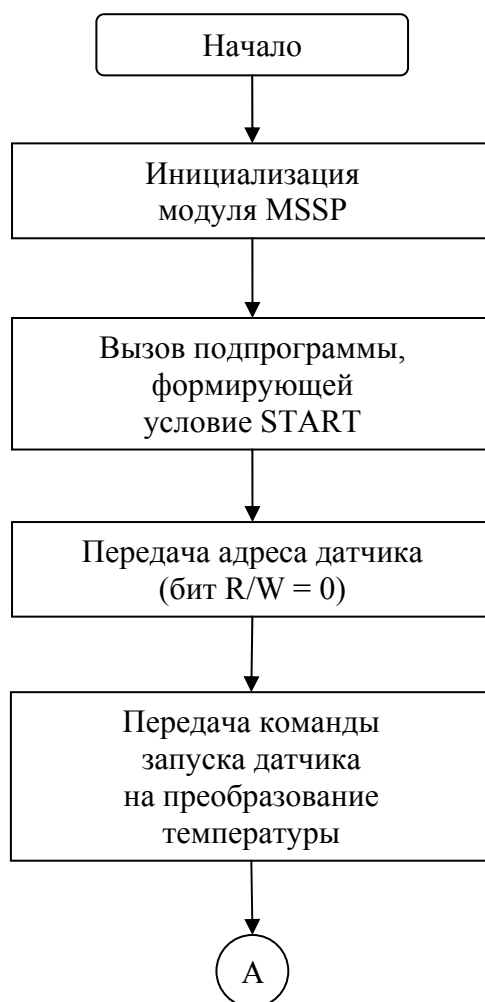 Начало
Инициализация
модуля MSSP
Вызов подпрограммы,
формирующей
условие START
Передача адреса датчика
(бит R/W = 0)
Передача команды
запуска датчика
на преобразование
температуры
А